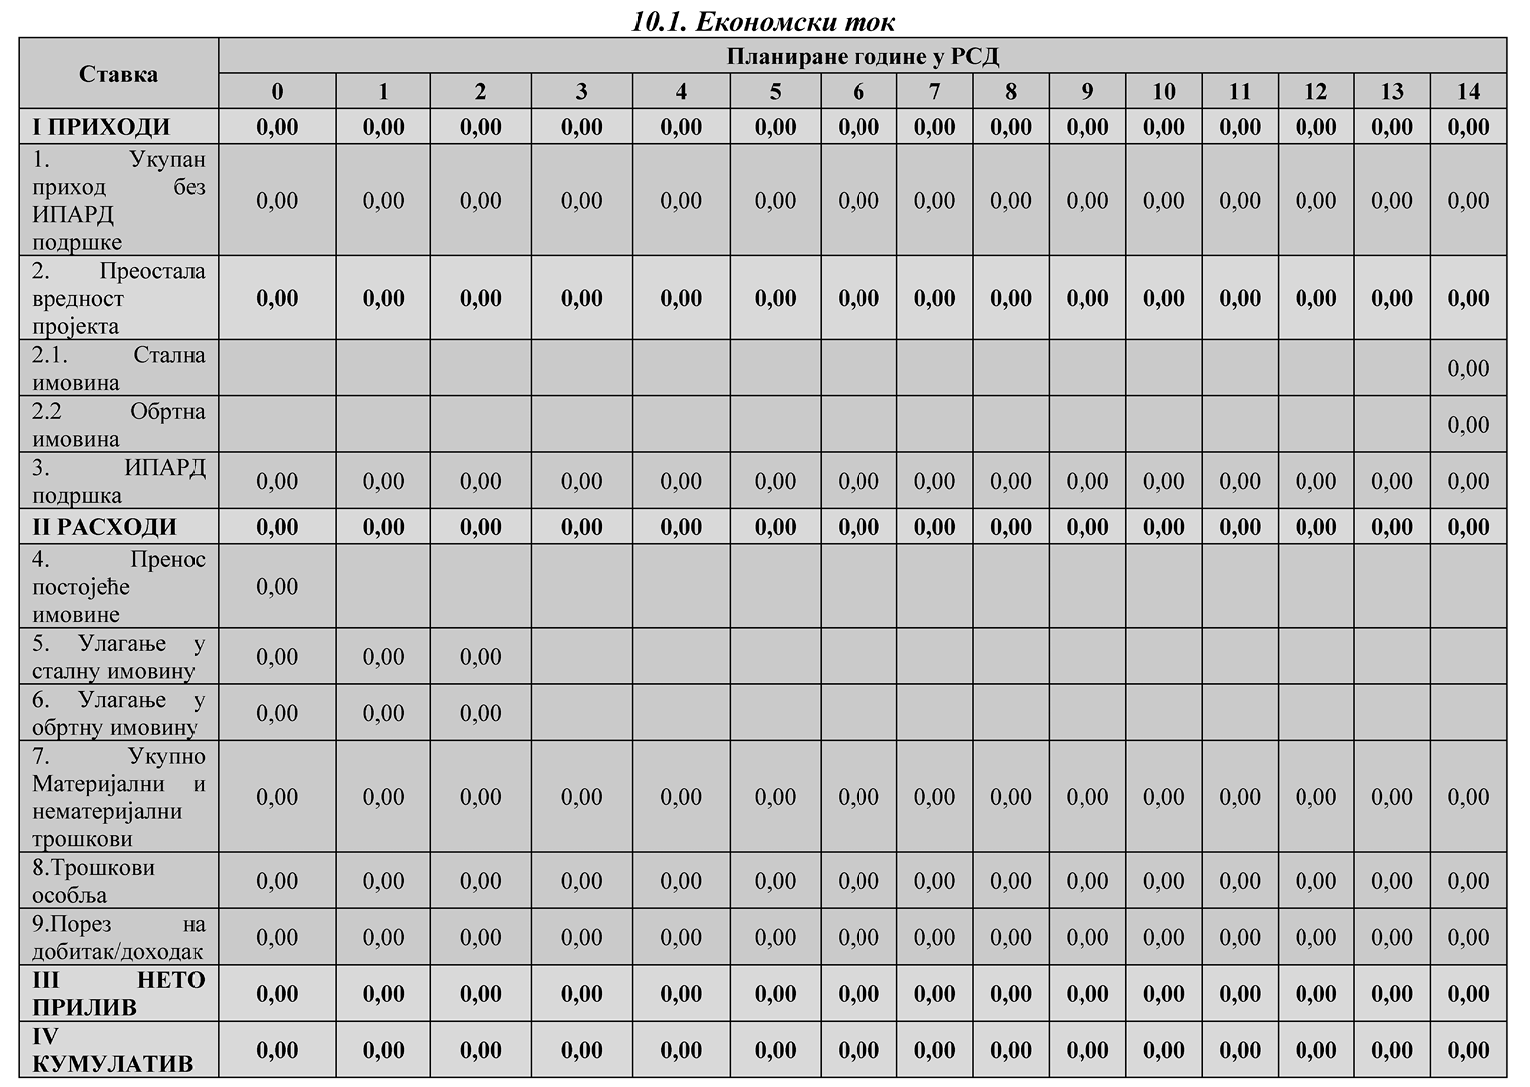 10.1. Економски ток
Ставка
Планиране године у РСД
0 1 2 3 4 5 6 7 8 9 10 11 12 13 14
I ПРИХОДИ 0,00 0,00 0,00 0,00 0,00 0,00 0,00 0,00 0,00 0,00 0,00 0,00 0,00 0,00 0,00
1. Укупан
приход без
ИПАРД
подршке
0,00 0,00 0,00 0,00 0,00 0,00 0,00 0,00 0,00 0,00 0,00 0,00 0,00 0,00 0,00
2. Преостала
вредност
пројекта
0,00 0,00 0,00 0,00 0,00 0,00 0,00 0,00 0,00 0,00 0,00 0,00 0,00 0,00 0,00
2.1. Стална
имовина
0,00
2.2 Обртна
имовина
0,00
3. ИПАРД
подршка
0,00 0,00 0,00 0,00 0,00 0,00 0,00 0,00 0,00 0,00 0,00 0,00 0,00 0,00 0,00
II РАСХОДИ 0,00 0,00 0,00 0,00 0,00 0,00 0,00 0,00 0,00 0,00 0,00 0,00 0,00 0,00 0,00
4. Пренос
постојеће
имовине
0,00
5. Улагање у
сталну имовину
0,00 0,00 0,00
6. Улагање у
обртну имовину
0,00 0,00 0,00
7. Укупно
Материјални и
нематеријални
трошкови
0,00 0,00 0,00 0,00 0,00 0,00 0,00 0,00 0,00 0,00 0,00 0,00 0,00 0,00 0,00
8.Трошкови
особља
0,00 0,00 0,00 0,00 0,00 0,00 0,00 0,00 0,00 0,00 0,00 0,00 0,00 0,00 0,00
9.Порез на
добитак/доходак
0,00 0,00 0,00 0,00 0,00 0,00 0,00 0,00 0,00 0,00 0,00 0,00 0,00 0,00 0,00
III НЕТО
ПРИЛИВ
0,00 0,00 0,00 0,00 0,00 0,00 0,00 0,00 0,00 0,00 0,00 0,00 0,00 0,00 0,00
IV
КУМУЛАТИВ
0,00 0,00 0,00 0,00 0,00 0,00 0,00 0,00 0,00 0,00 0,00 0,00 0,00 0,00 0,00